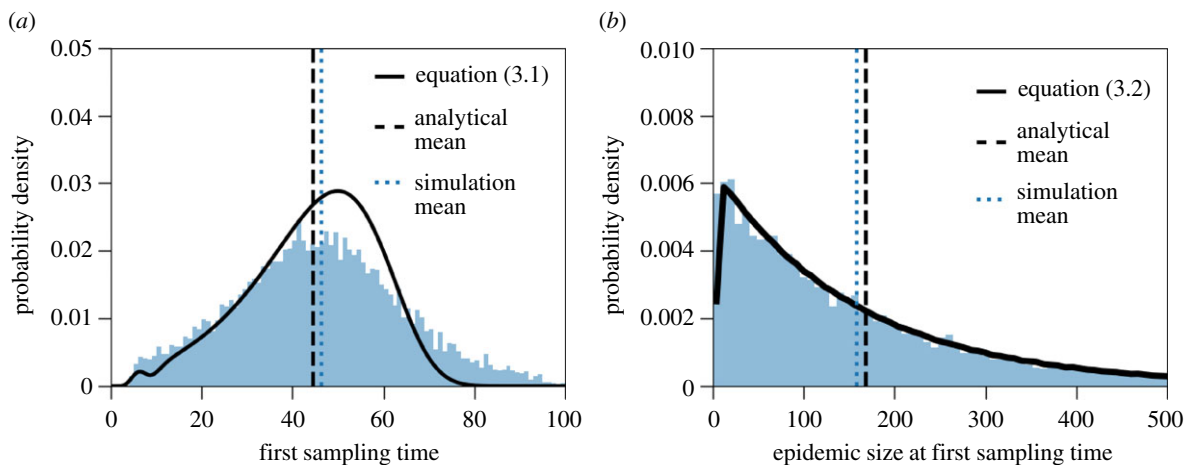 (a)
0.05
0.04
0.03
0.02
0.01
0
probability density
equation (3.1)
analytical
mean
simulation
mean
0 20 40 60 80 100
first sampling time
(b)
0.010
0.008
0.006
0.004
0.002
0
probability density
equation (3.2)
analytical
mean
simulation
mean
0 100 200 300 400 500
epidemic size at first sampling time